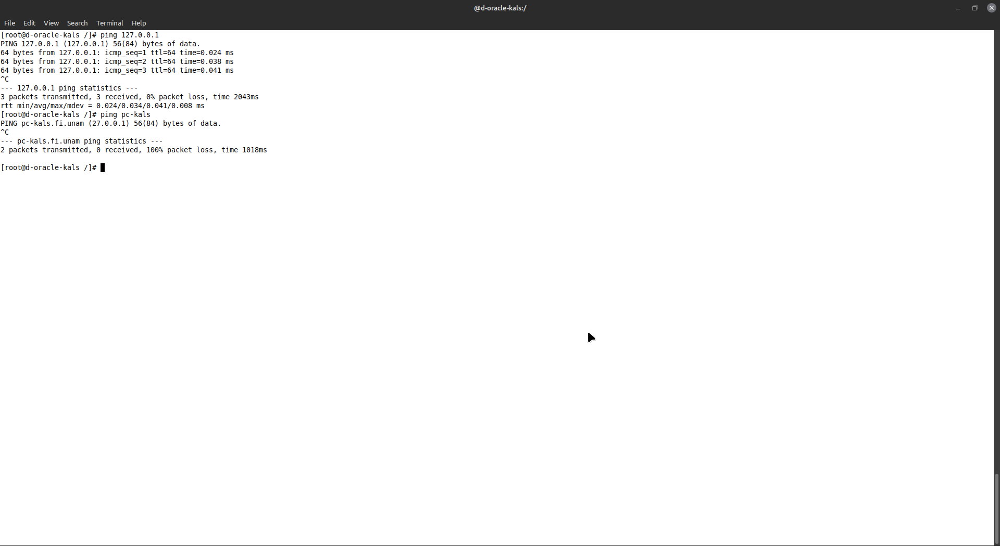 @d-oracle-kals:/
File Edit View Search Terminal Help
[root@d-oracle-kals /]# ping 127.0.0.1
PING 127.0.0.1 (127.0.0.1) 56(84) bytes of data.
64 bytes from 127.0.0.1: icmp_seq=1 ttl=64 time=0.024 ms
64 bytes from 127.0.0.1: icmp_seq=2 ttl=64 time=0.038 ms
64 bytes from 127.0.0.1: icmp_seq=3 ttl=64 time=0.041 ms
^C
--- 127.0.0.1 ping statistics ---
3 packets transmitted, 3 received, 0% packet loss, time 2043ms
rtt min/avg/max/mdev = 0.024/0.034/0.041/0.008 ms
[root@d-oracle-kals /]# ping pc-kals
PING pc-kals.fi.unam (27.0.0.1) 56(84) bytes of data.
^C
--- pc-kals.fi.unam ping statistics ---
2 packets transmitted, 0 received, 100% packet loss, time 1018ms
[root@d-oracle-kals /]#